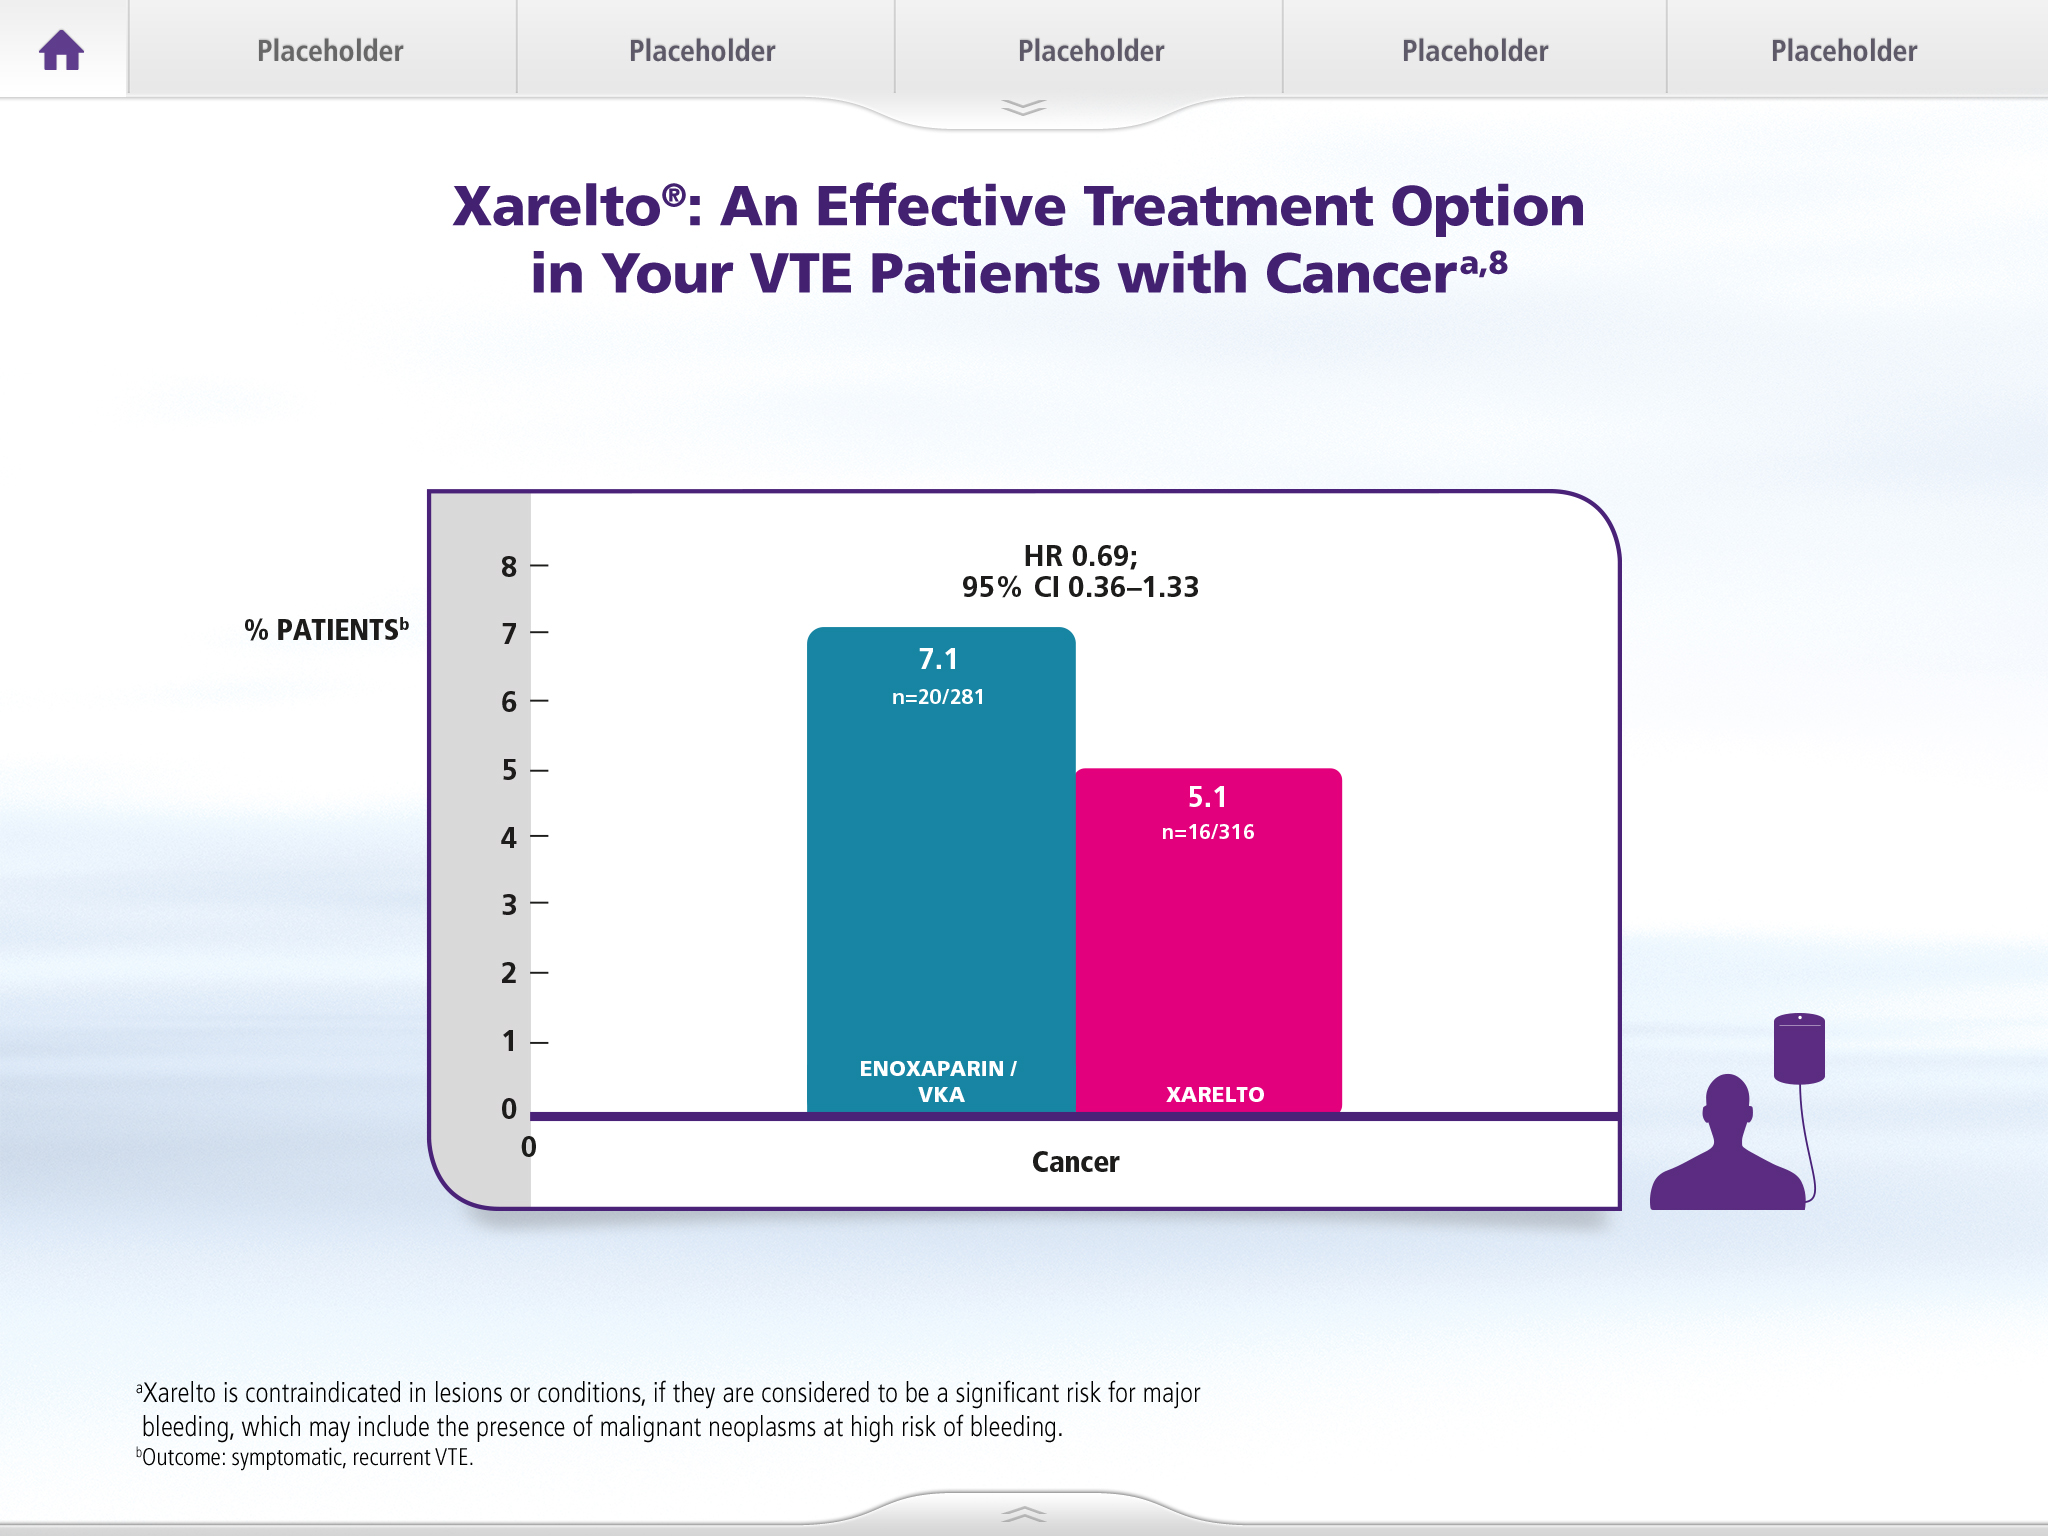 Placeholder Placeholder Placeholder Placeholder Placeholder
Xarelto®: An Effective Treatment Option
in Your VTE Patients with Cancera,8
HR 0.69;
95% CI 0.36–1.33
% PATIENTSb
8
7
6
5
4
3
2
1
0
0
7.1
n=20/281
5.1
n=16/316
ENOXAPARIN /
VKA
XARELTO
Cancer
aXarelto is contraindicated in lesions or conditions, if they are considered to be a significant risk for major
bleeding, which may include the presence of malignant neoplasms at high risk of bleeding.
bOutcome: symptomatic, recurrent VTE.